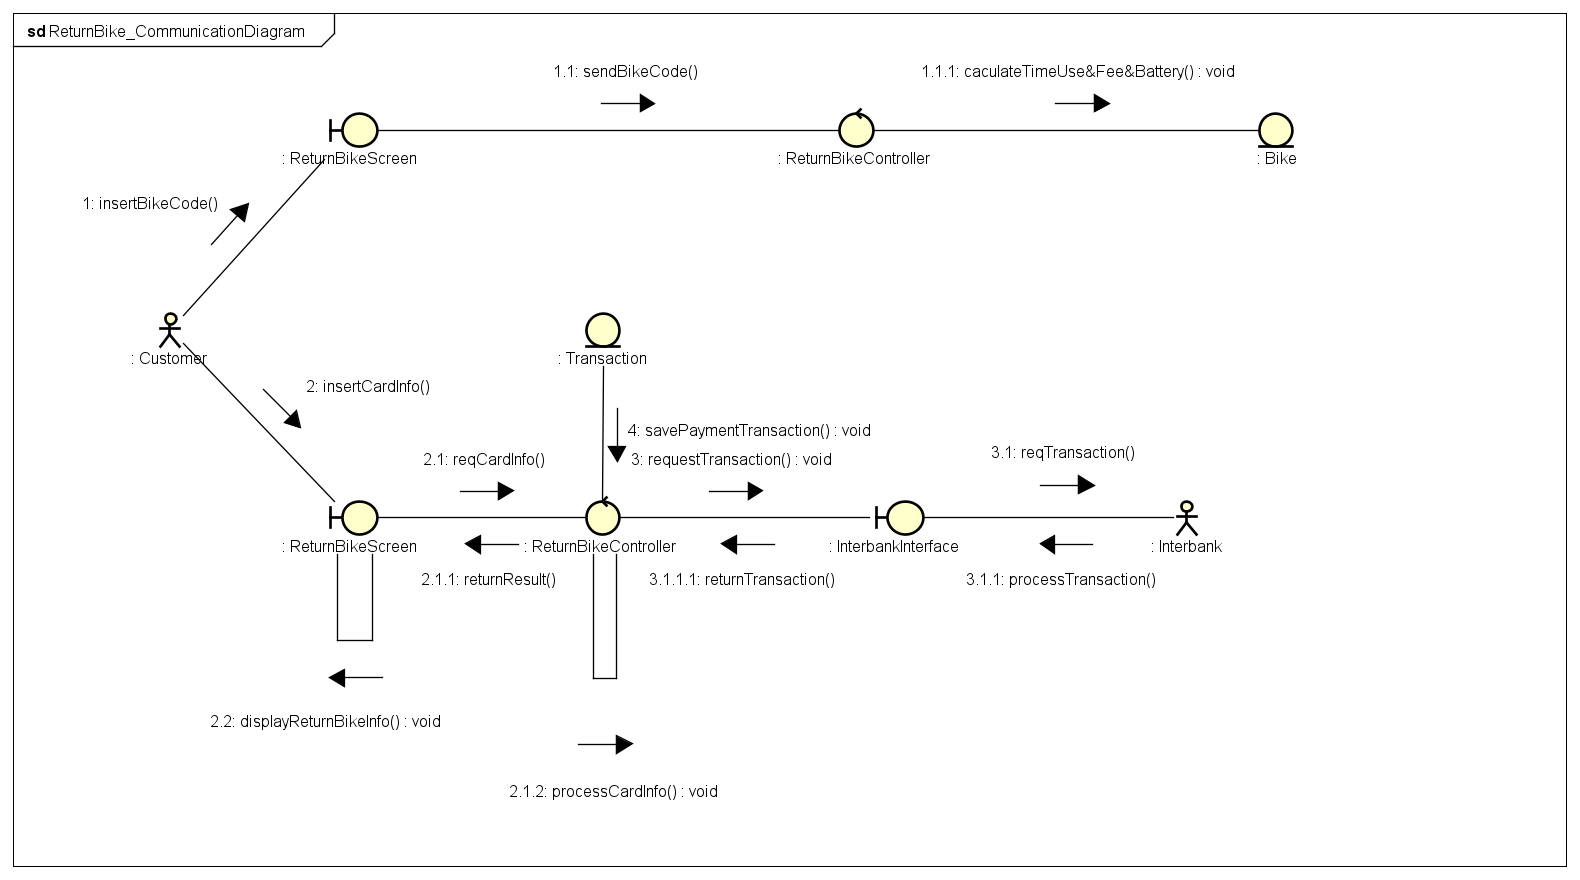 sd ReturnBike_CommunicationDiagram
1.1: sendBikeCode()
1.1.1: caculateTimeUse&Fee&Battery() : void
: ReturnBikeScreen
: ReturnBikeController
: Bike
1: insertBikeCode()
: Customer
: Transaction
2: insertCardInfo()
4: savePaymentTransaction() : void
2.1: reqCardInfo()
3: requestTransaction() : void
3.1: reqTransaction()
: ReturnBikeScreen
: ReturnBikeController
: InterbankInterface
: Interbank
2.1.1: returnResult()
3.1.1.1: returnTransaction()
3.1.1: processTransaction()
2.2: displayReturnBikeInfo() : void
2.1.2: processCardInfo() : void